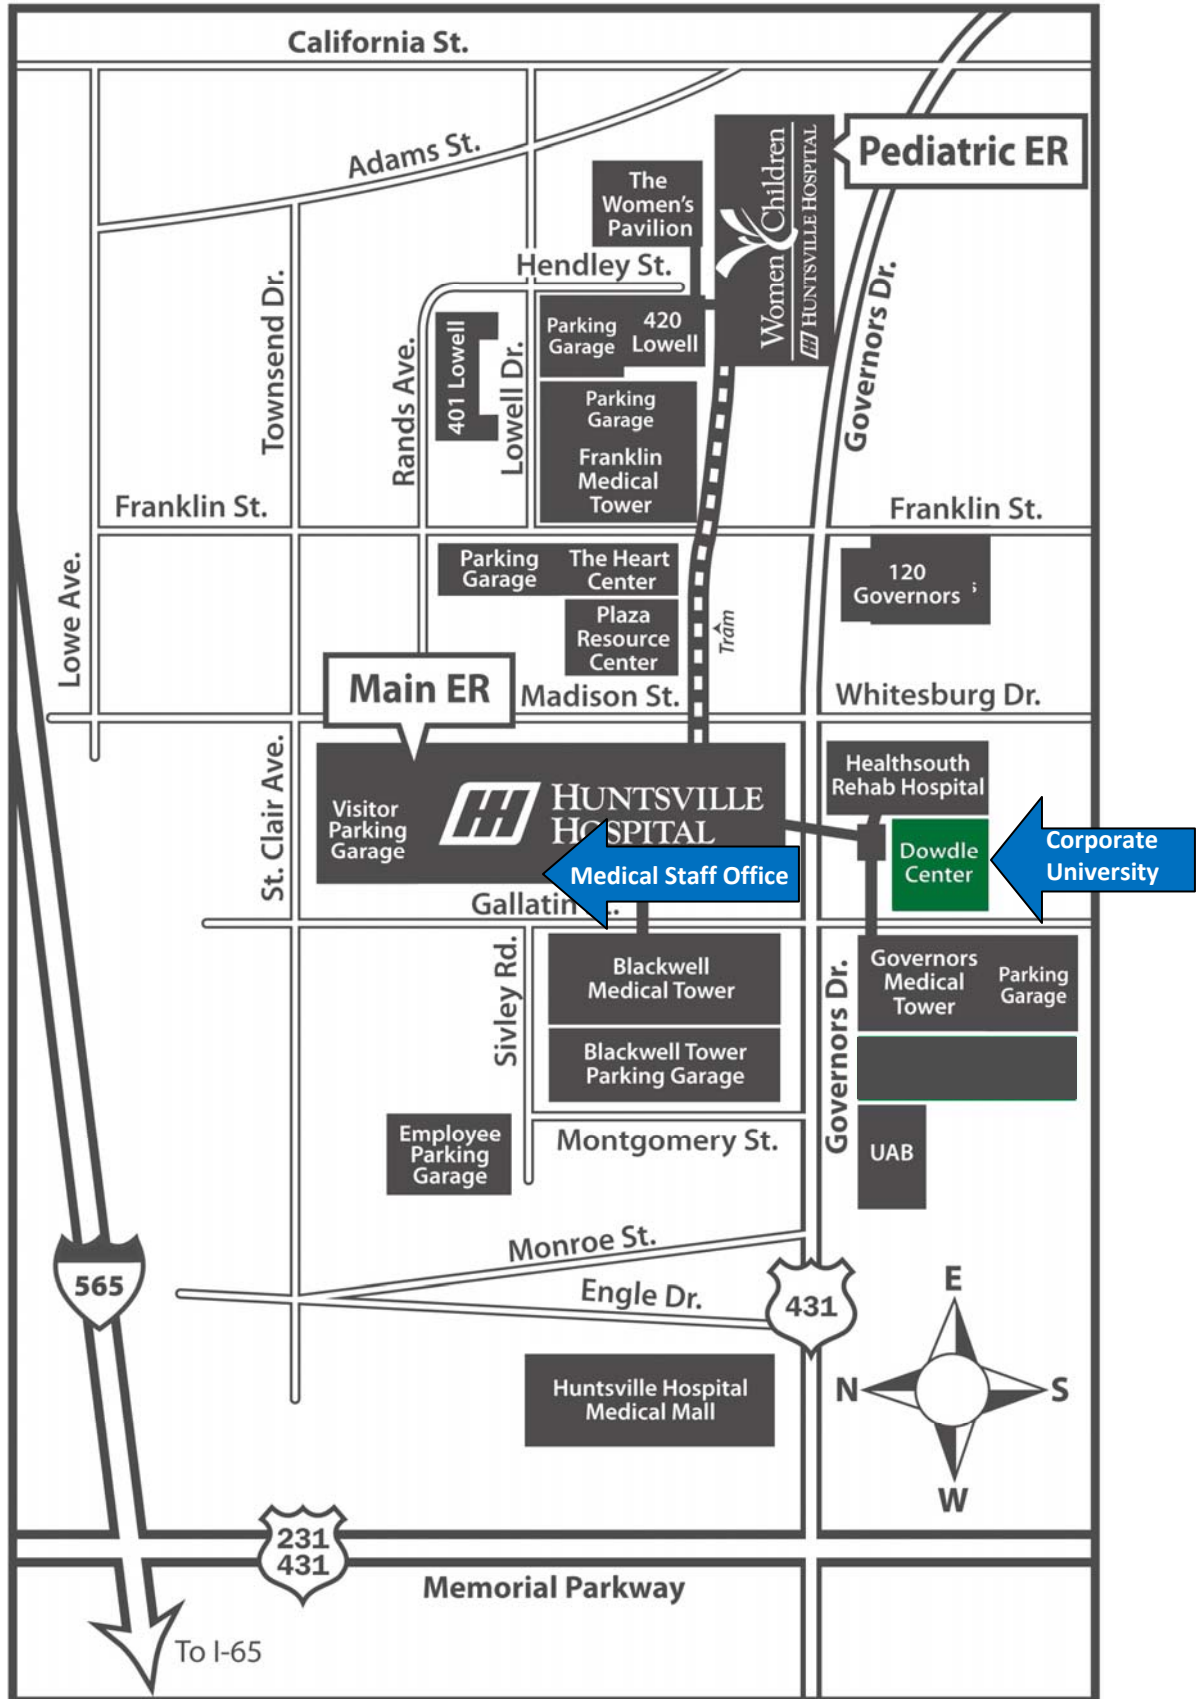 California St.
Adams St.
Pediatric ER
The
Women's
Pavilion
Women Children
HUNTSVILLE HOSPITAL
Hendley St.
Townsend Dr.
Rands Ave.
401 Lowell
Lowell Dr.
Parking
Garage
420
Lowell
Governors Dr.
Parking
Garage
Franklin
Medical
Tower
Franklin St.
Franklin St.
Lowe Ave.
Parking
Garage
The Heart
Center
120
Governors
s
Plaza
Resource
Center
Tram
Main ER
Madison St.
Whitesburg Dr.
St. Clair Ave.
Visitor
Parking
Garage
HUNTSVILLE
HOSPITAL
Healthsouth
Rehab Hospital
Medical Staff Office
Dowdle
Center
Corporate
University
Gallatin
Sivley Rd.
Blackwell
Medical Tower
Governors Dr.
Governors
Medical
Tower
Parking
Garage
Blackwell Tower
Parking Garage
Employee
Parking
Garage
Montgomery St.
UAB
Monroe St.
Engle Dr.
565
431
E
N
S
W
Huntsville Hospital
Medical Mall
231
431
Memorial Parkway
To I-65